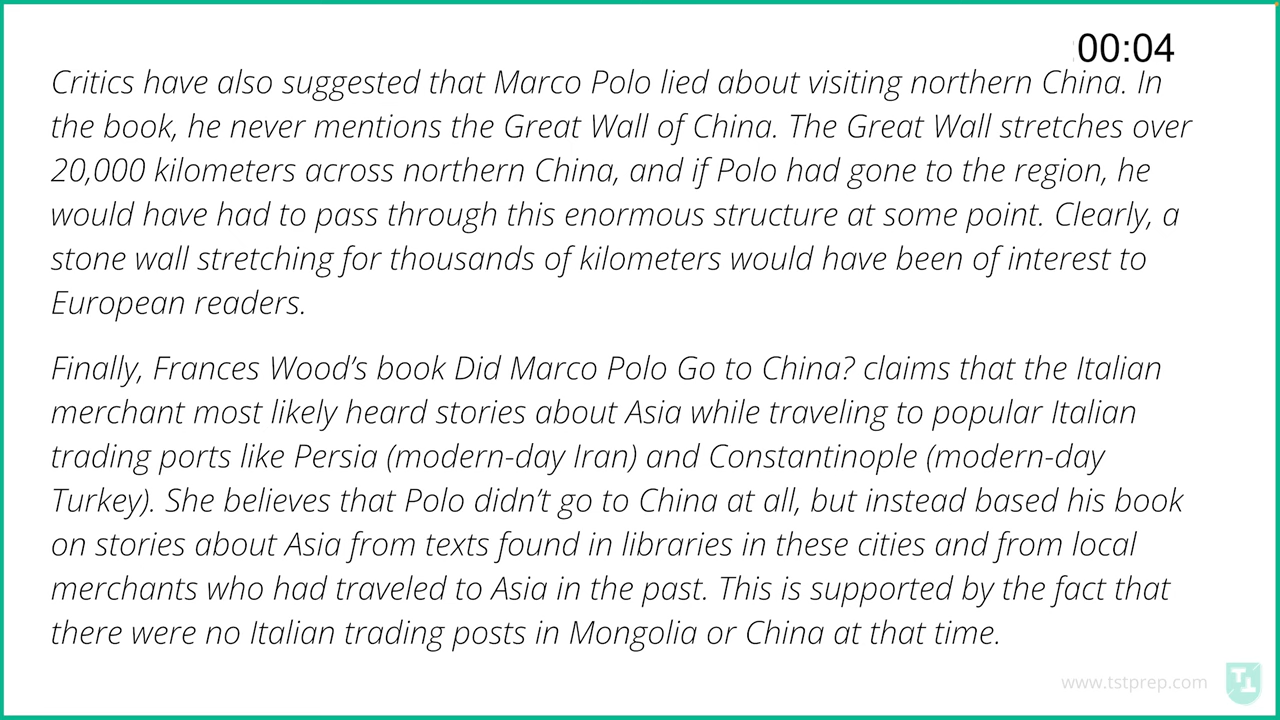 00:04
Critics have also suggested that Marco Polo lied about visiting northern China. In
the book, he never mentions the Great Wall of China. The Great Wall stretches over
20,000 kilometers across northern China, and if Polo had gone to the region, he
would have had to pass through this enormous structure at some point. Clearly, a
stone wall stretching for thousands of kilometers would have been of interest to
European readers.
Finally, Frances Wood's book Did Marco Polo Go to China? claims that the Italian
merchant most likely heard stories about Asia while traveling to popular Italian
trading ports like Persia (modern-day Iran) and Constantinople (modern-day
Turkey). She believes that Polo didn't go to China at all, but instead based his book
on stories about Asia from texts found in libraries in these cities and from local
merchants who had traveled to Asia in the past. This is supported by the fact that
there were no Italian trading posts in Mongolia or China at that time.
www.tstprep.com